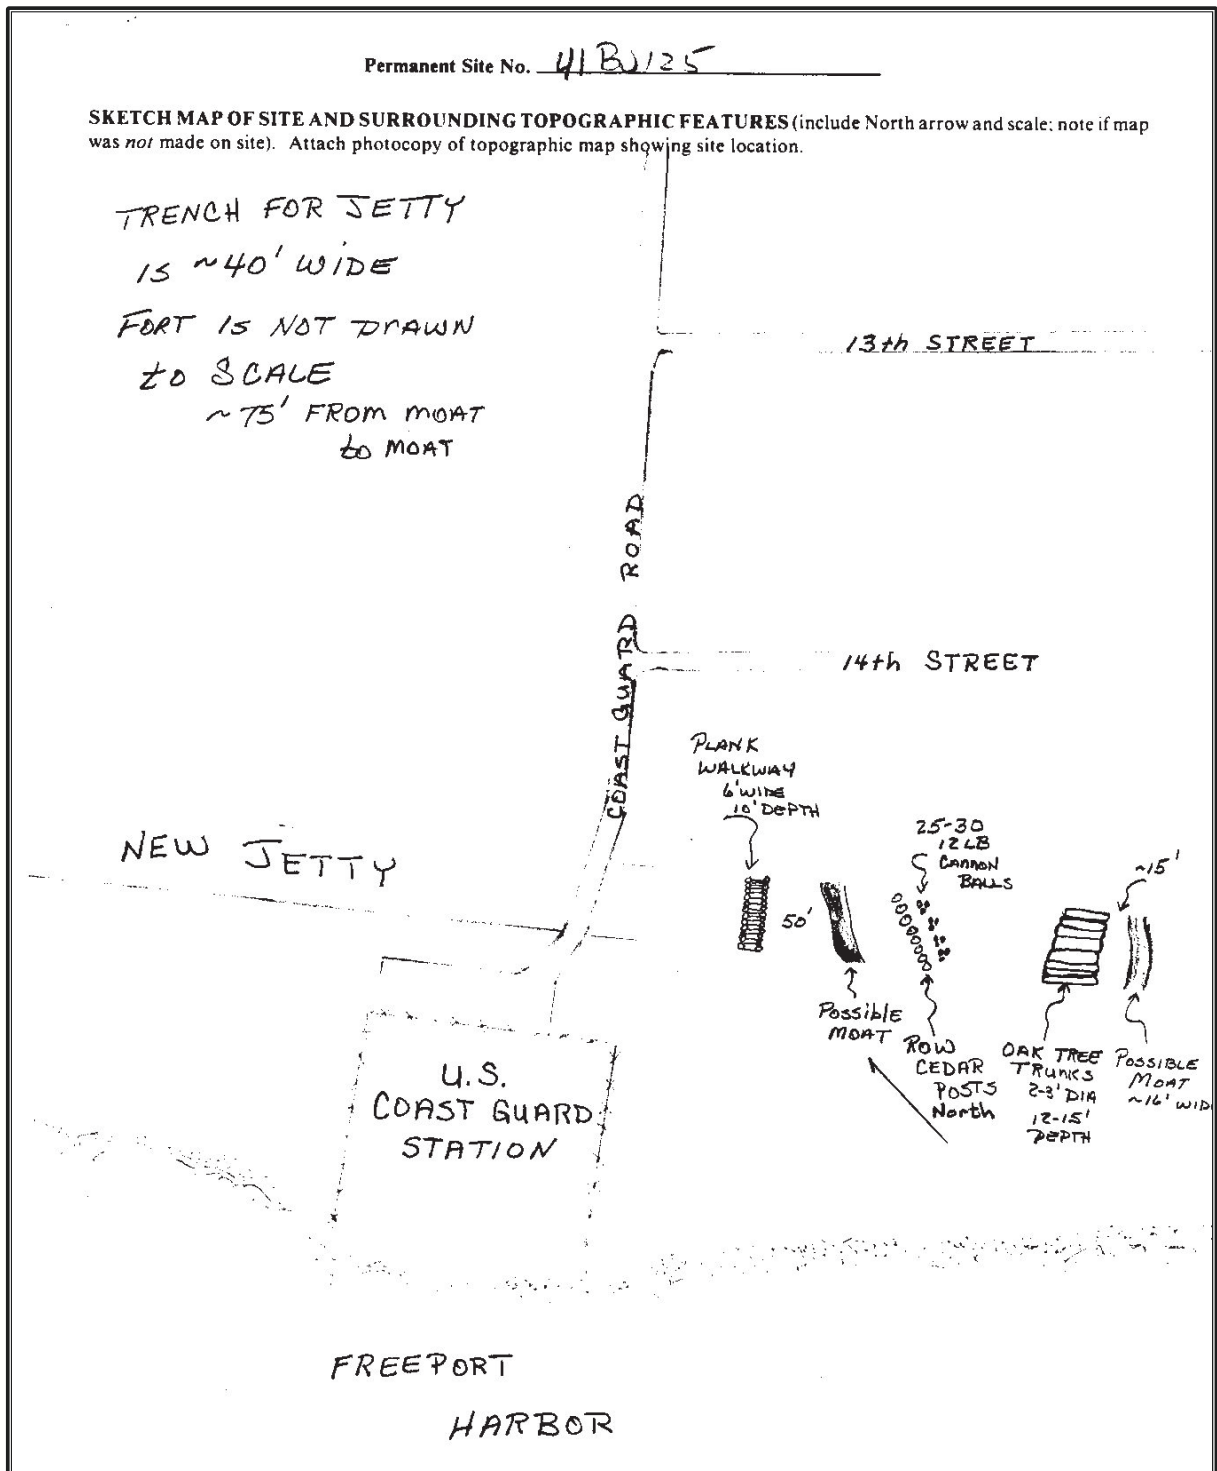 Permanent Site No. 41BO125
SKETCH MAP OF SITE AND SURROUNDING TOPOGRAPHIC FEATURES (include North arrow and scale; note if map
was not made on site). Attach photocopy of topographic map showing site location.
TRENCH FOR JETTY
IS ~40' WIDE
FORT IS NOT DrAWN
to SCALE
~75' FROM MOAT
to MOAT
13th STREET
COAST GUARD ROAD
14th STREET
PLANK
WALKWAY
6' WIDE
10' DEPTH
25-30
12 LB
CANNON
BALLS
~15'
NEW JETTY
50'
Possible
MOAT
ROW
CEDAR
POSTS
North
OAK TREE
TRUNKS
2-3' DIA
12-15'
DEPTH
POSSIBLE
MOAT
~16' WID
U.S.
COAST GUARD
STATION
FREEPORT
HARBOR